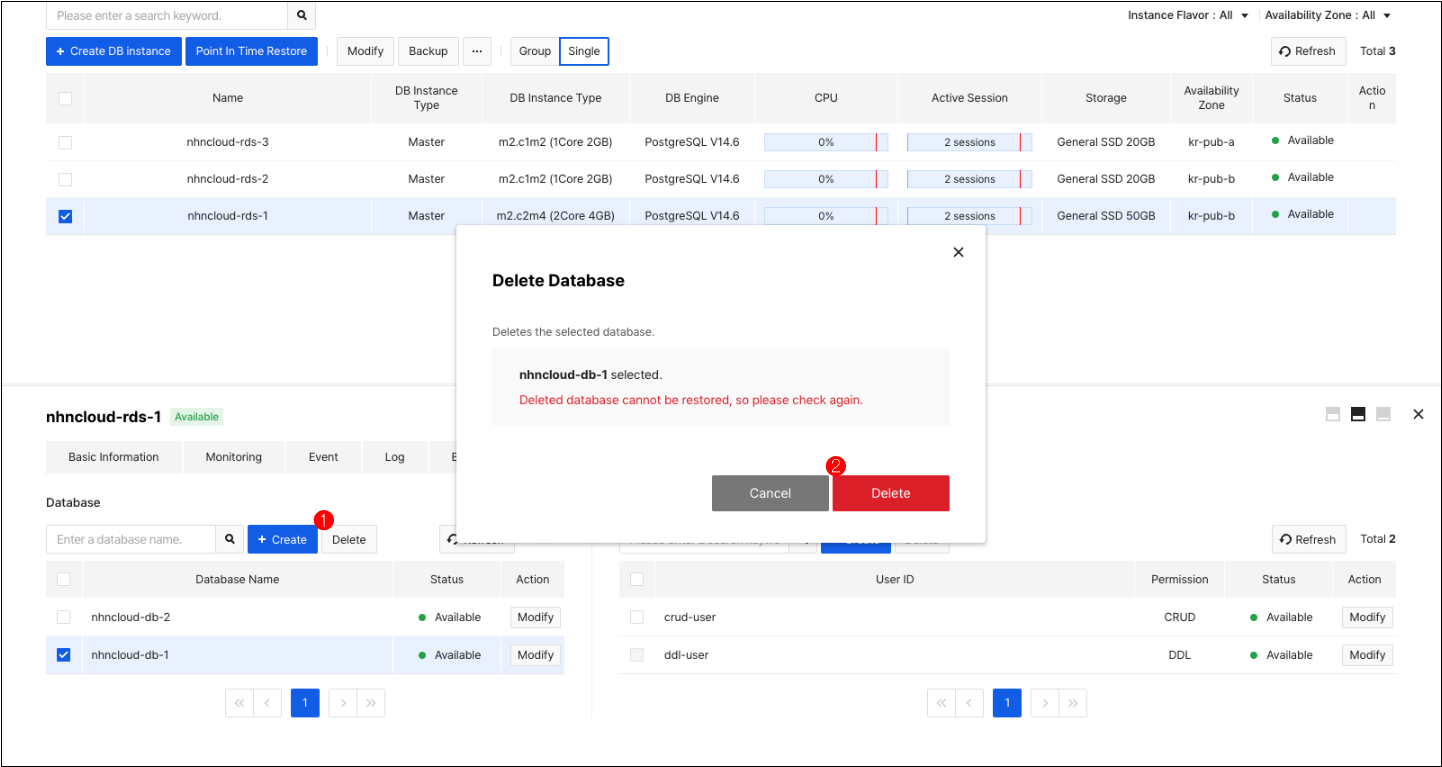 Please enter a search keyword.
Instance Flavor : All
Availability Zone : All
+ Create DB instance
Point In Time Restore
Modify
Backup
...
Group
Single
Refresh
Total 3
Name
DB Instance
Type
DB Instance Type
DB Engine
CPU
Active Session
Storage
Availability
Zone
Status
Actio
n
nhncloud-rds-3 Master m2.c1m2 (1Core 2GB) PostgreSQL V14.6 0% 2 sessions General SSD 20GB kr-pub-a Available
nhncloud-rds-2 Master m2.c1m2 (1Core 2GB) PostgreSQL V14.6 0% 2 sessions General SSD 20GB kr-pub-b Available
nhncloud-rds-1 Master m2.c2m4 (2Core 4GB) PostgreSQL V14.6 0% 2 sessions General SSD 50GB kr-pub-b Available
Delete Database
Deletes the selected database.
nhncloud-db-1 selected.
Deleted database cannot be restored, so please check again.
2
Cancel
Delete
nhncloud-rds-1 Available
Basic Information
Monitoring
Event
Log
Database
1
Enter a database name.
+ Create
Delete
Database Name Status Action
nhncloud-db-2 Available Modify
nhncloud-db-1 Available Modify
1
Refresh
Total 2
User ID Permission Status Action
crud-user CRUD Available Modify
ddl-user DDL Available Modify
1